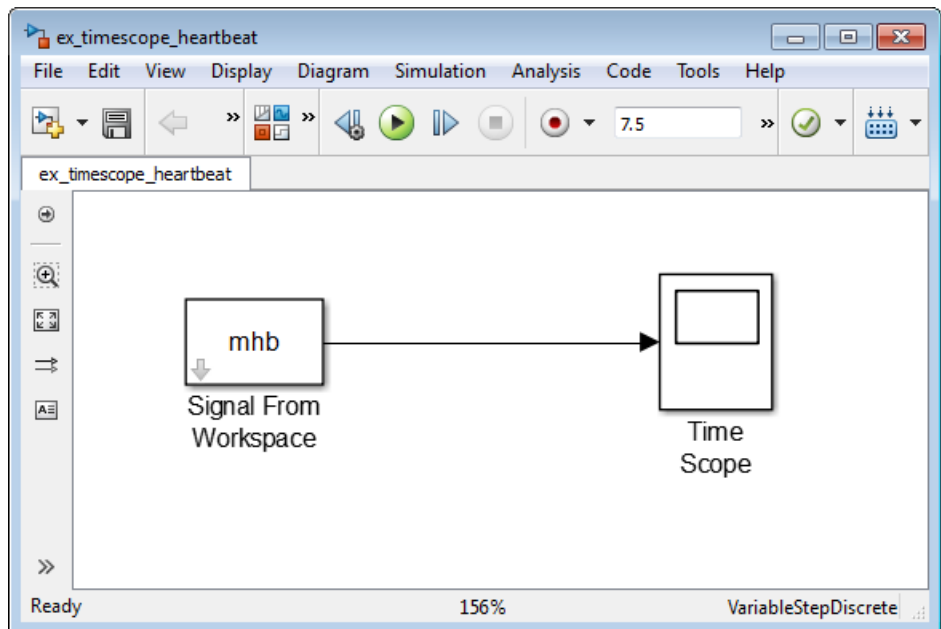 ex_timescope_heartbeat
File Edit View Display Diagram Simulation Analysis Code Tools Help
7.5
ex_timescope_heartbeat
mhb
Signal From
Workspace
Time
Scope
Ready 156% VariableStepDiscrete